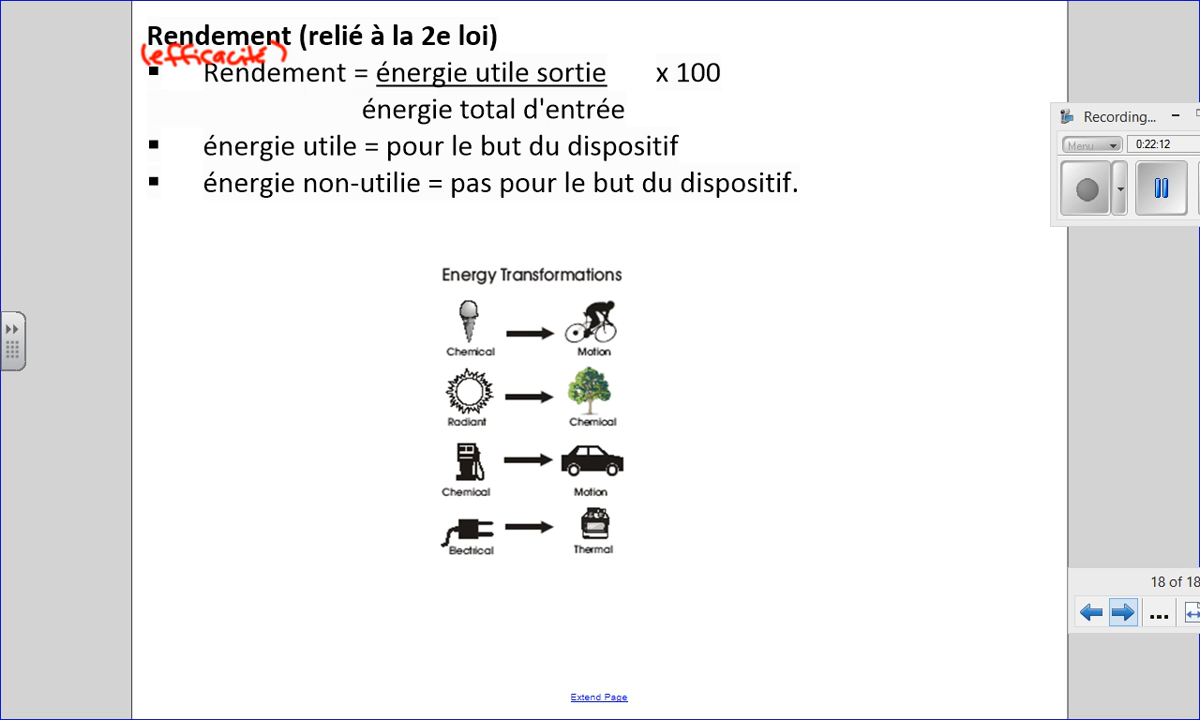 Rendement (relié à la 2e loi)
(efficacité)
▪ Rendement = énergie utile sortie x 100
énergie total d'entrée
▪ énergie utile = pour le but du dispositif
▪ énergie non-utilie = pas pour le but du dispositif.
Recording...
Menu
0:22:12
Energy Transformations
Chemical Motion
Radiant Chemical
Chemical Motion
Electrical Thermal
18 of 18
...
Extend Page